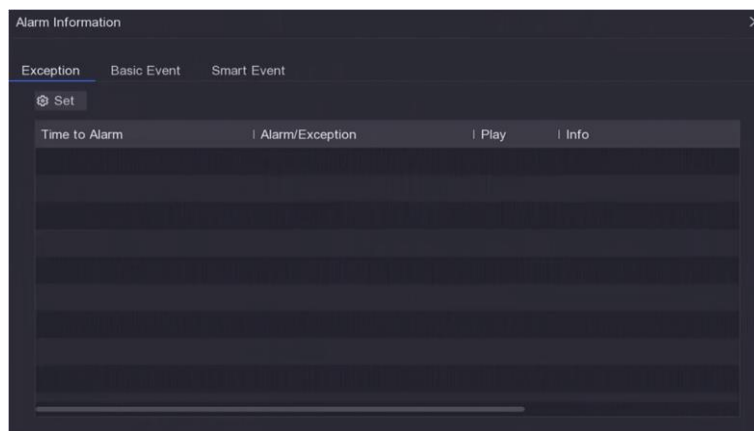 Alarm Information
Exception Basic Event Smart Event
Set
Time to Alarm Alarm/Exception Play Info